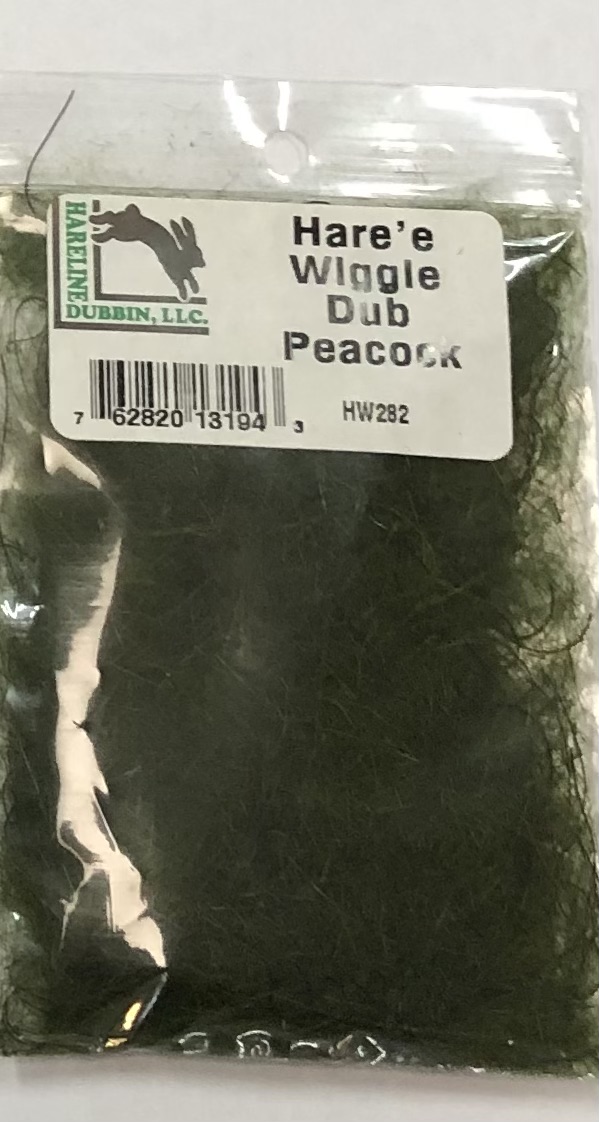 HARELINE
DUBBIN, LLC.
Hare'e
Wiggle
Dub
Peacock
7 62820 13194 3
HW282